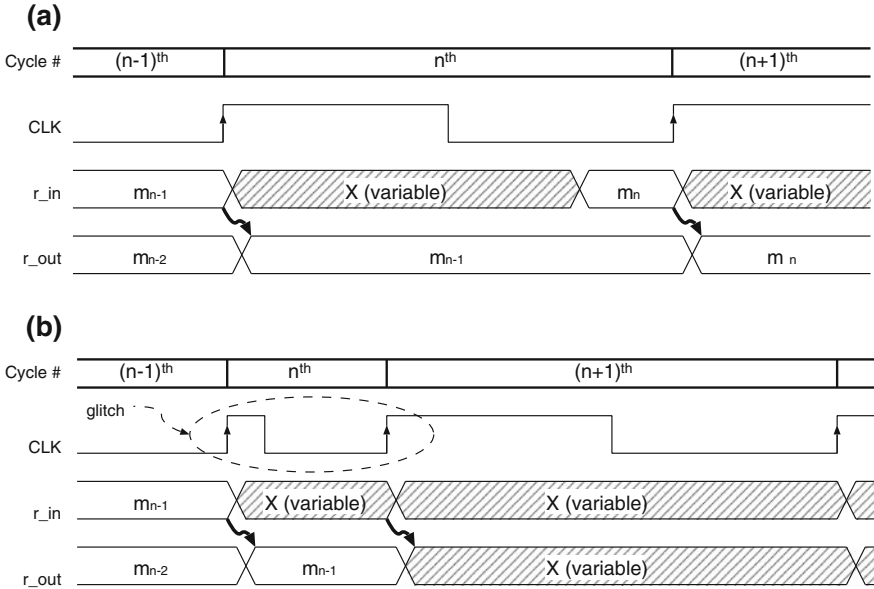 (a)
Cycle # (n-1)th nth (n+1)th
CLK
r_in mn-1 X (variable) mn X (variable)
r_out mn-2 mn-1 m n
(b)
Cycle # (n-1)th nth (n+1)th
glitch
CLK
r_in mn-1 X (variable) X (variable)
r_out mn-2 mn-1 X (variable)